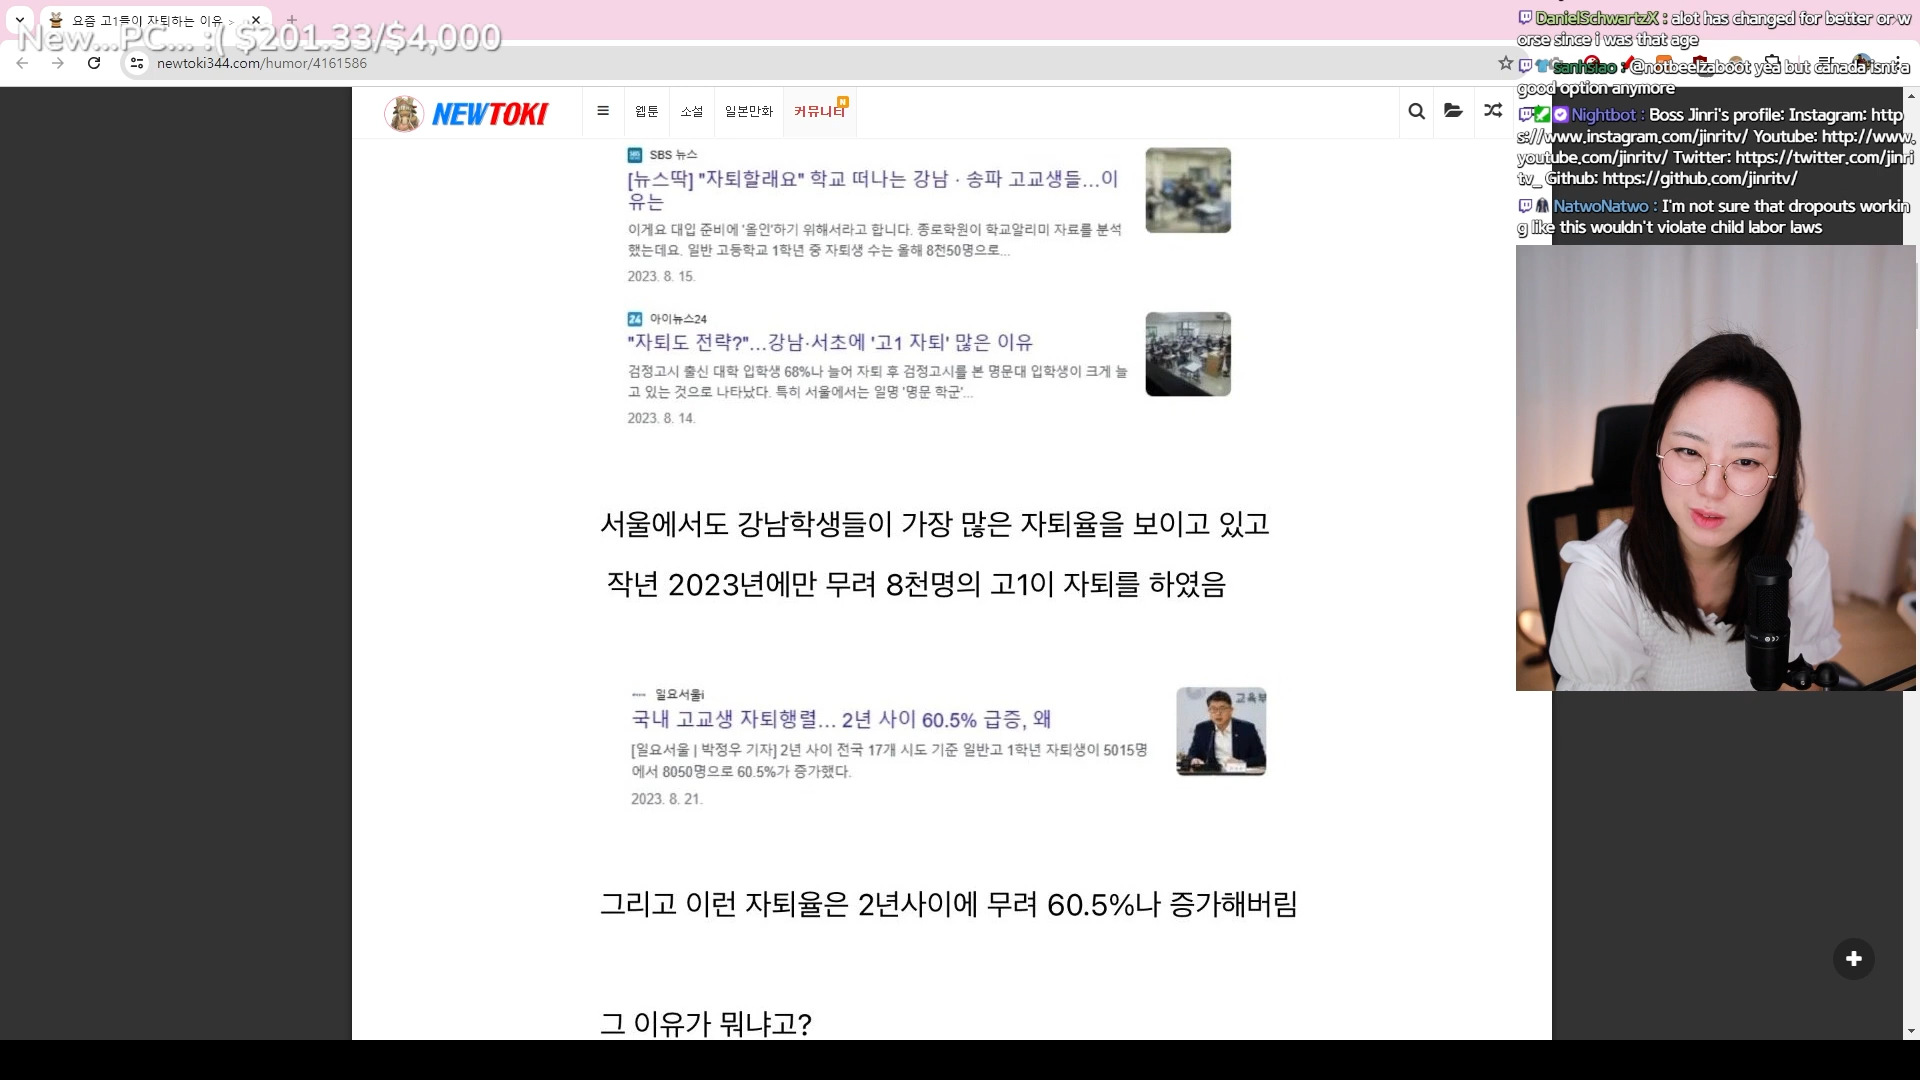 요즘 고1들이 자퇴하는 이유 >
New...PC... :( $201.33/$4,000
newtoki344.com/humor/4161586
NEWTOKI
웹툰
소설
일본만화
커뮤니티
N
SBS 뉴스
[뉴스딱] "자퇴할래요" 학교 떠나는 강남·송파 고교생들...이
유는
이게요 대입 준비에 '올인'하기 위해서라고 합니다. 종로학원이 학교알리미 자료를 분석
했는데요. 일반 고등학교 1학년 중 자퇴생 수는 올해 8천50명으로...
2023. 8. 15.
24 아이뉴스24
"자퇴도 전략?"...강남·서초에 '고1 자퇴' 많은 이유
검정고시 출신 대학 입학생 68%나 늘어 자퇴 후 검정고시를 본 명문대 입학생이 크게 늘
고 있는 것으로 나타났다. 특히 서울에서는 일명 '명문 학군'...
2023. 8. 14.
서울에서도 강남학생들이 가장 많은 자퇴율을 보이고 있고
작년 2023년에만 무려 8천명의 고1이 자퇴를 하였음
일요서울i
국내 고교생 자퇴행렬... 2년 사이 60.5% 급증, 왜
[일요서울 | 박정우 기자] 2년 사이 전국 17개 시도 기준 일반고 1학년 자퇴생이 5015명
에서 8050명으로 60.5%가 증가했다.
2023. 8. 21.
교육부
그리고 이런 자퇴율은 2년사이에 무려 60.5%나 증가해버림
그 이유가 뭐냐고?
DanielSchwartzX : alot has changed for better or w
orse since i was that age
sanhsiao : @notbeelzaboot yea but canada isnt a
good option anymore
Nightbot : Boss Jinri's profile: Instagram: http
s://www.instagram.com/jinritv/ Youtube: http://www.
youtube.com/jinritv/ Twitter: https://twitter.com/jinri
tv_ Github: https://github.com/jinritv/
NatwoNatwo : I'm not sure that dropouts workin
g like this wouldn't violate child labor laws